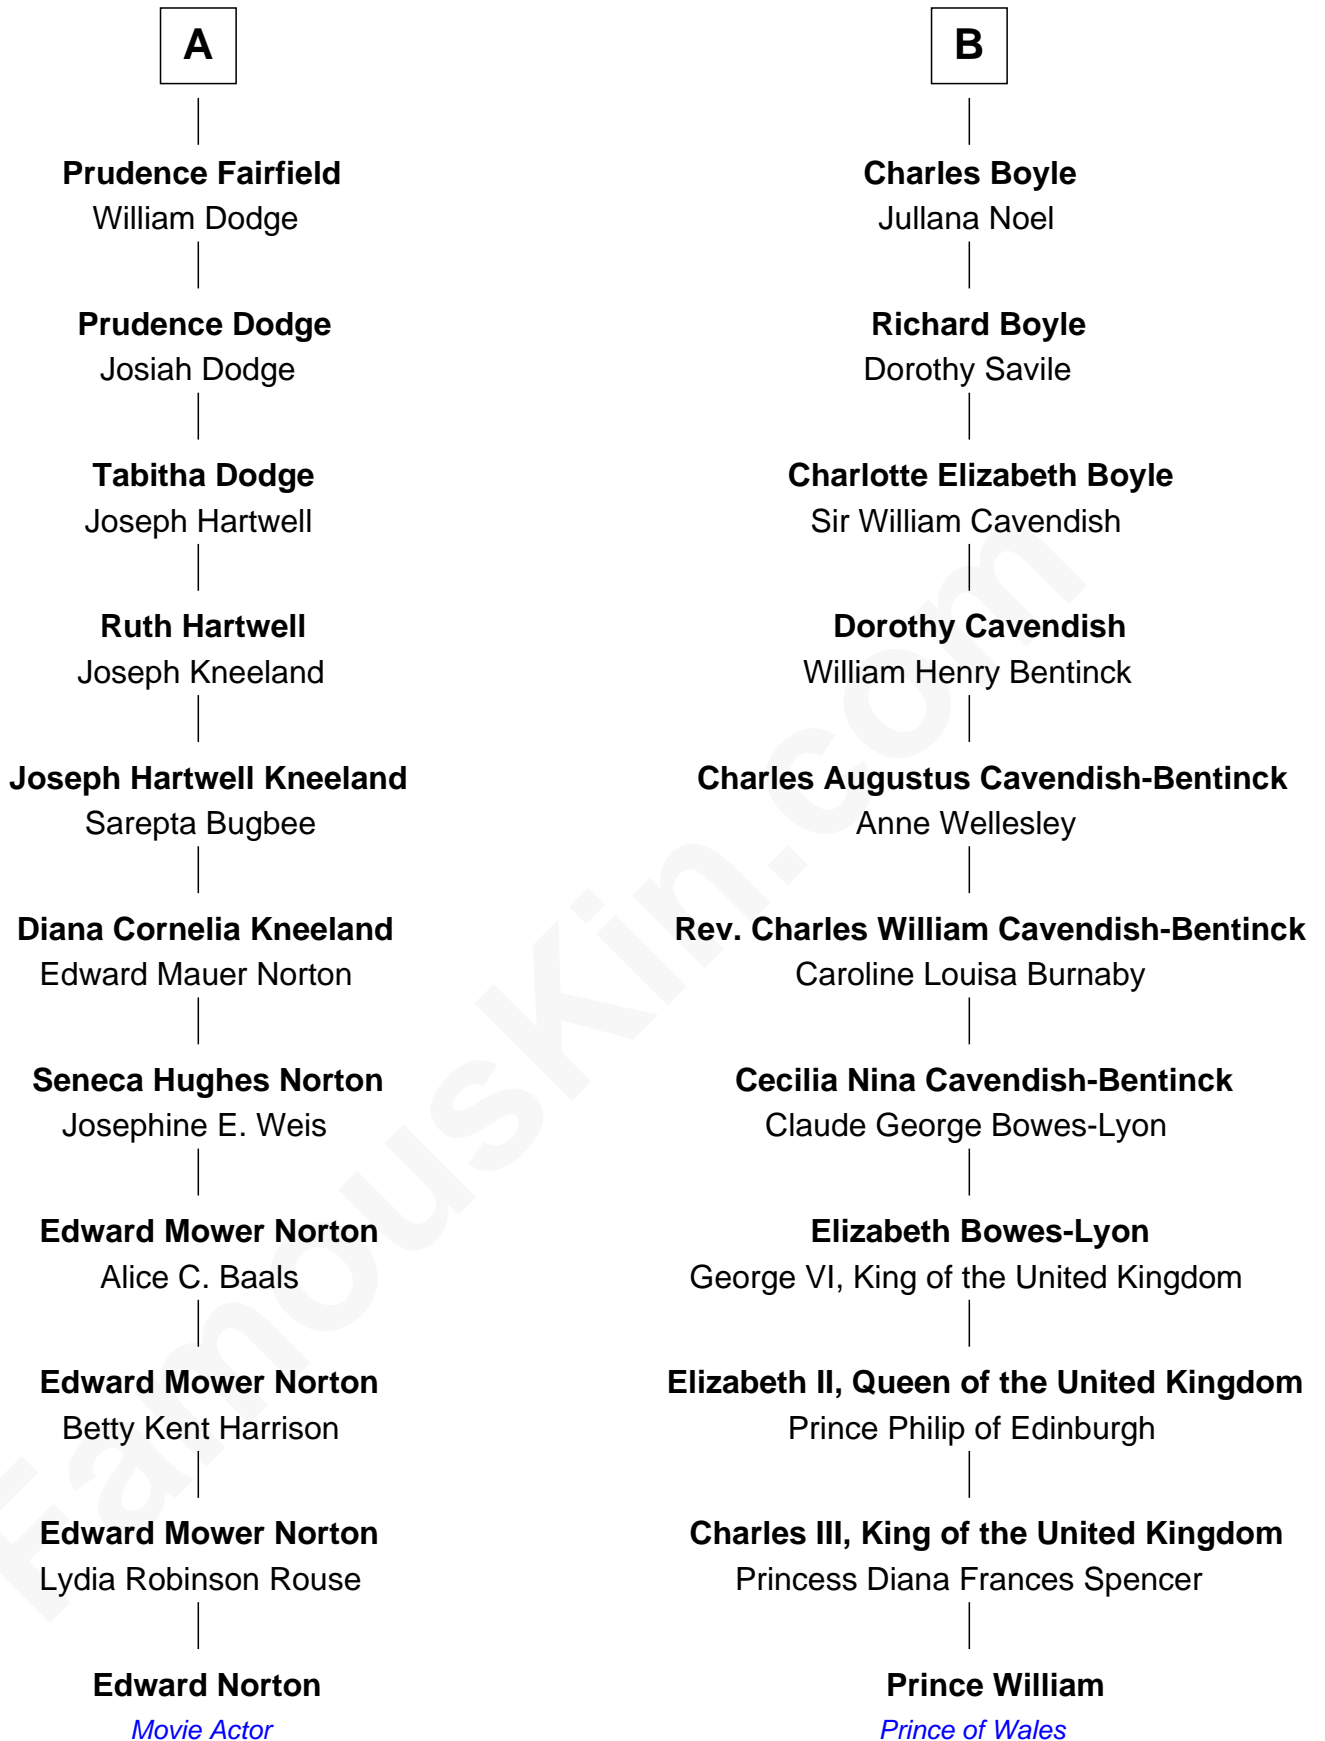 A
Prudence Fairfield
William Dodge
Prudence Dodge
Josiah Dodge
Tabitha Dodge
Joseph Hartwell
Ruth Hartwell
Joseph Kneeland
Joseph Hartwell Kneeland
Sarepta Bugbee
Diana Cornelia Kneeland
Edward Mauer Norton
Seneca Hughes Norton
Josephine E. Weis
Edward Mower Norton
Alice C. Baals
Edward Mower Norton
Betty Kent Harrison
Edward Mower Norton
Lydia Robinson Rouse
Edward Norton
Movie Actor
B
Charles Boyle
Jullana Noel
Richard Boyle
Dorothy Savile
Charlotte Elizabeth Boyle
Sir William Cavendish
Dorothy Cavendish
William Henry Bentinck
Charles Augustus Cavendish-Bentinck
Anne Wellesley
Rev. Charles William Cavendish-Bentinck
Caroline Louisa Burnaby
Cecilia Nina Cavendish-Bentinck
Claude George Bowes-Lyon
Elizabeth Bowes-Lyon
George VI, King of the United Kingdom
Elizabeth II, Queen of the United Kingdom
Prince Philip of Edinburgh
Charles III, King of the United Kingdom
Princess Diana Frances Spencer
Prince William
Prince of Wales
FamousKin.com